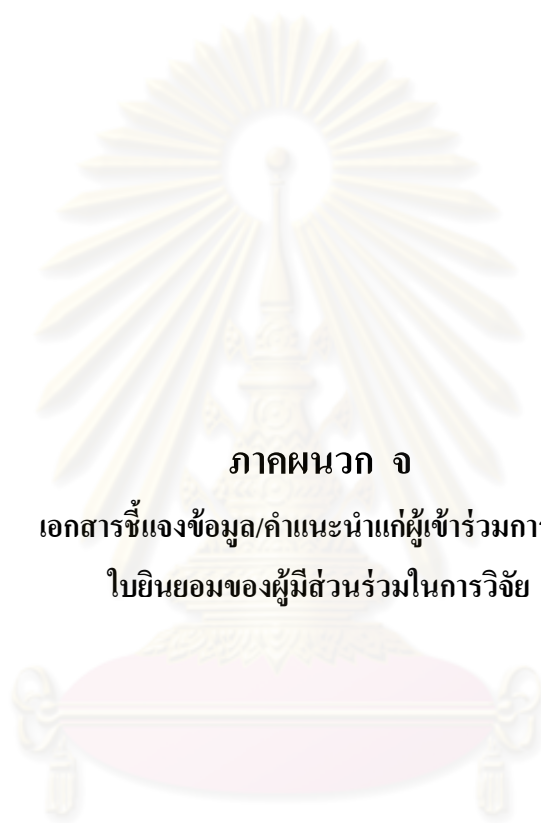 ภาคผนวก จ
เอกสารชี้แจงข้อมูล/คำแนะนำแก่ผู้เข้าร่วมการ
ใบยินยอมของผู้มีส่วนร่วมในการวิจัย